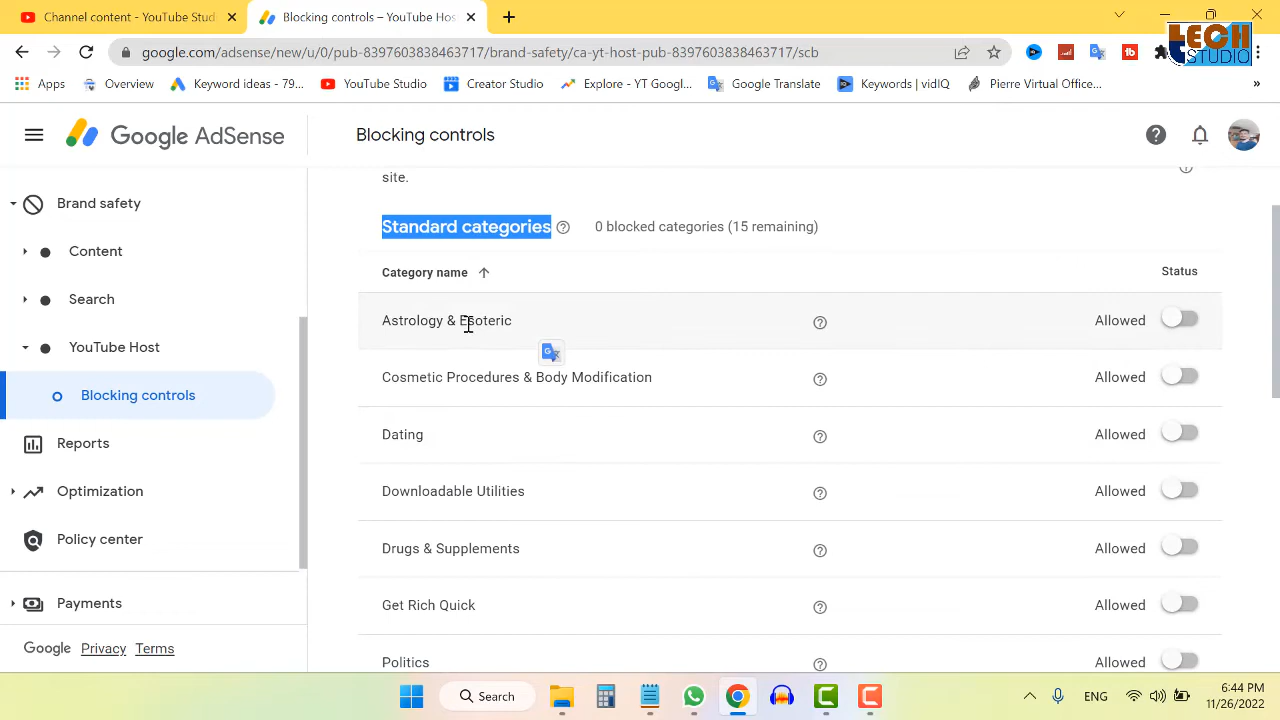 Channel content - YouTube Studi
Blocking controls – YouTube Hos
google.com/adsense/new/u/0/pub-8397603838463717/brand-safety/ca-yt-host-pub-8397603838463717/scb
LECH
STUDIO
Apps
Overview
Keyword ideas - 79...
YouTube Studio
Creator Studio
Explore - YT Googl...
Google Translate
Keywords | vidIQ
Pierre Virtual Office...
»
Google AdSense
Blocking controls
site.
Brand safety
Content
Search
YouTube Host
Blocking controls
Reports
Optimization
Policy center
Payments
Google Privacy Terms
Standard categories 0 blocked categories (15 remaining)
Category name Status
Astrology & Esoteric Allowed
Cosmetic Procedures & Body Modification Allowed
Dating Allowed
Downloadable Utilities Allowed
Drugs & Supplements Allowed
Get Rich Quick Allowed
Politics Allowed
Search
ENG
6:44 PM
11/26/2022